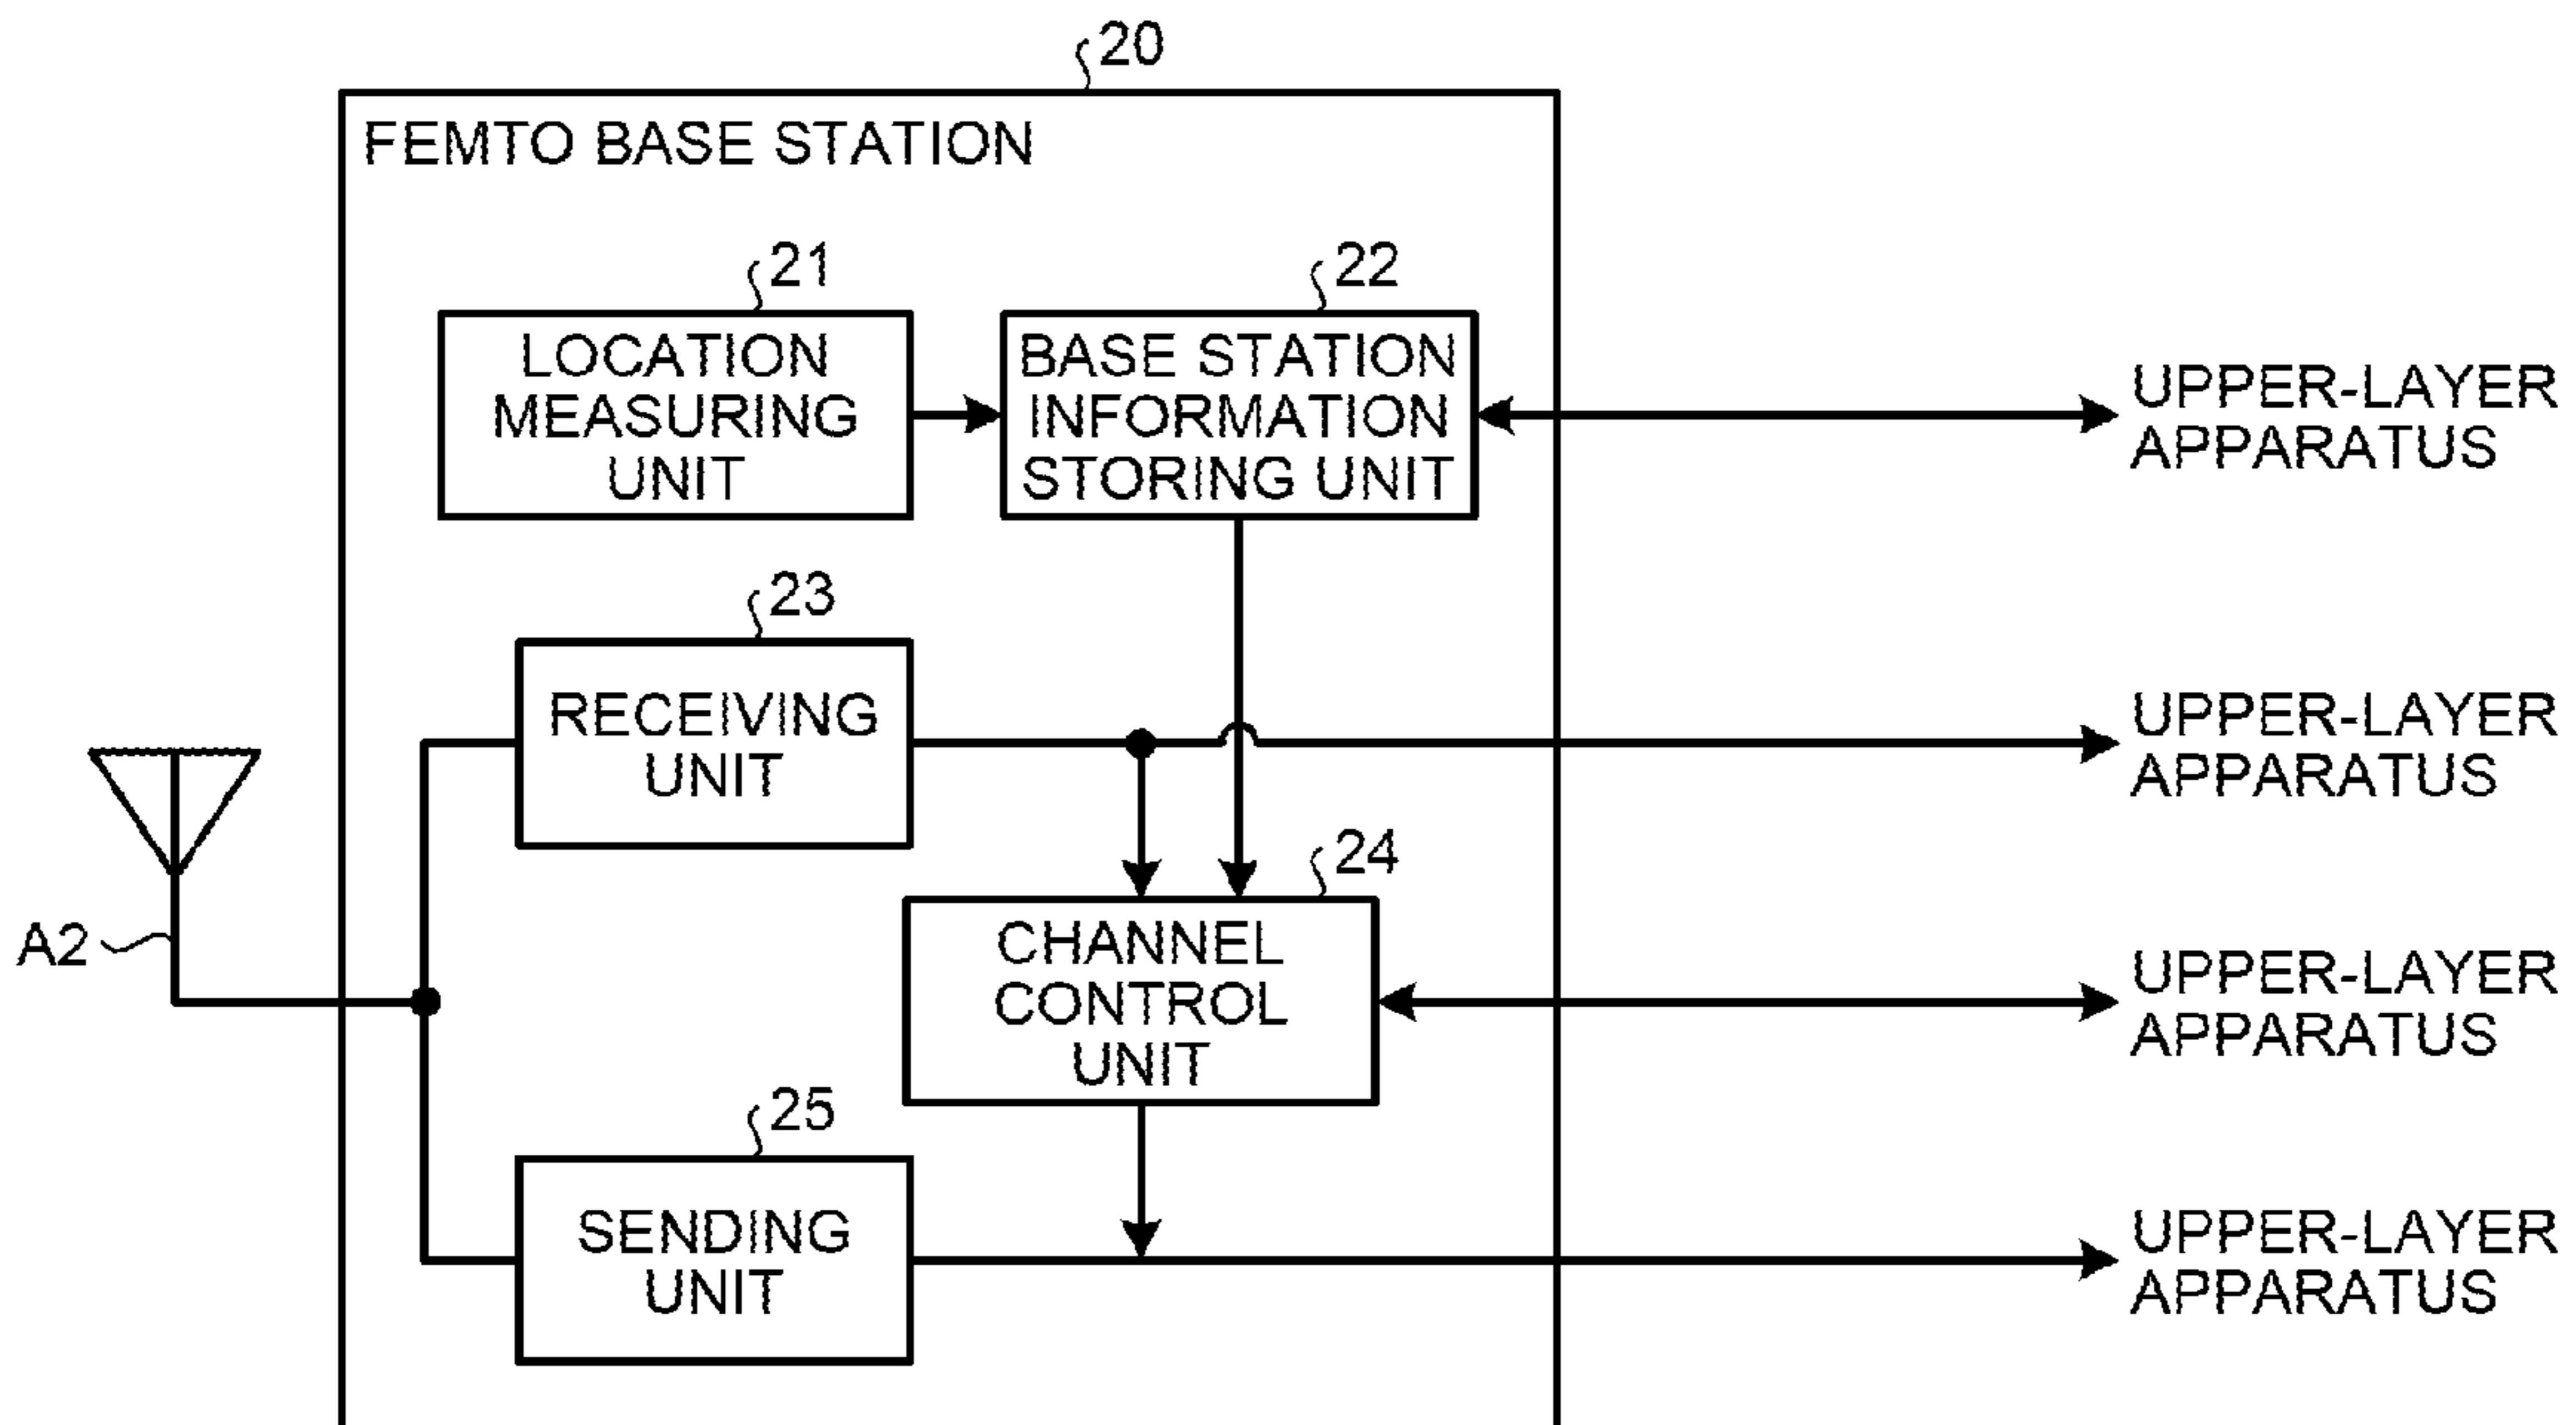 20
FEMTO BASE STATION
21
LOCATION
MEASURING
UNIT
22
BASE STATION
INFORMATION
STORING UNIT
UPPER-LAYER
APPARATUS
23
RECEIVING
UNIT
UPPER-LAYER
APPARATUS
A2
24
CHANNEL
CONTROL
UNIT
UPPER-LAYER
APPARATUS
25
SENDING
UNIT
UPPER-LAYER
APPARATUS